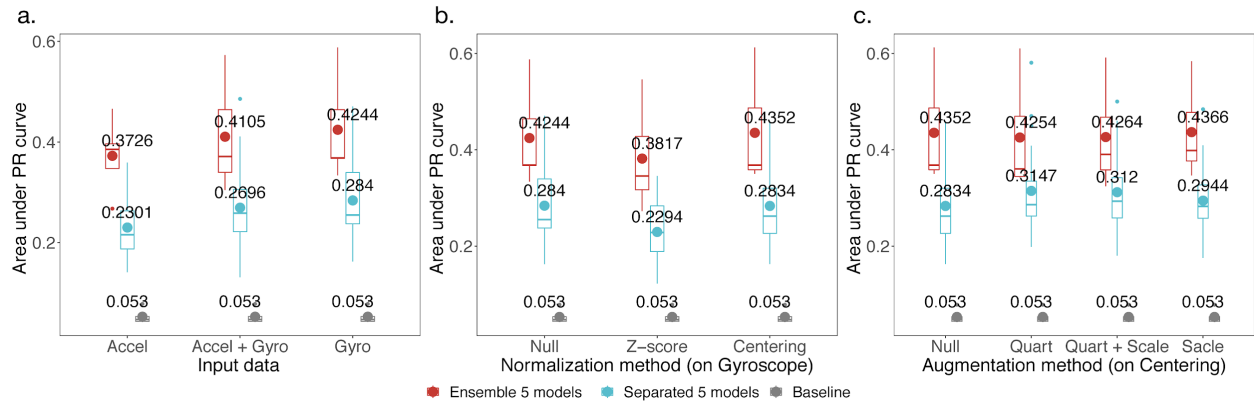 a.
Area under PR curve
0.6
0.4
0.2
0.3726
0.4105
0.4244
0.2301
0.2696
0.284
0.053
0.053
0.053
Accel
Accel + Gyro
Gyro
Input data
b.
Area under PR curve
0.6
0.4
0.2
0.4244
0.3817
0.4352
0.284
0.2294
0.2834
0.053
0.053
0.053
Null
Z-score
Centering
Normalization method (on Gyroscope)
c.
Area under PR curve
0.6
0.4
0.2
0.4352
0.4254
0.4264
0.4366
0.2834
0.3147
0.312
0.2944
0.053
0.053
0.053
0.053
Null
Quart
Quart + Scale
Sacle
Augmentation method (on Centering)
Ensemble 5 models
Separated 5 models
Baseline